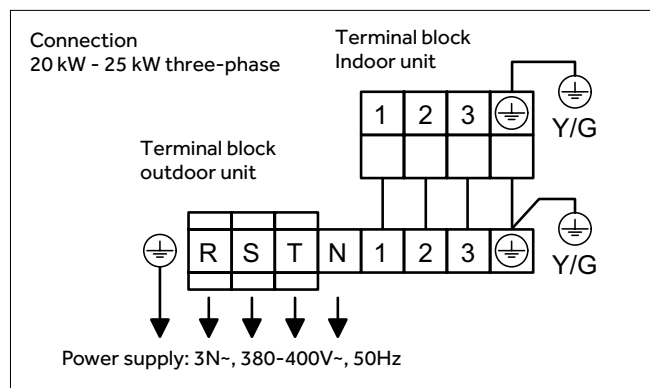 Connection
20 kW - 25 kW three-phase
Terminal block
Indoor unit
1 2 3
Y/G
Terminal block
outdoor unit
R S T N 1 2 3
Y/G
Power supply: 3N~, 380-400V~, 50Hz